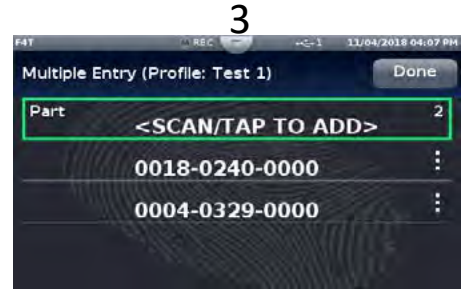 3
F4T REC 1 11/04/2018 04:07 PM
Multiple Entry (Profile: Test 1) Done
Part 2
<SCAN/TAP TO ADD>
0018-0240-0000
0004-0329-0000